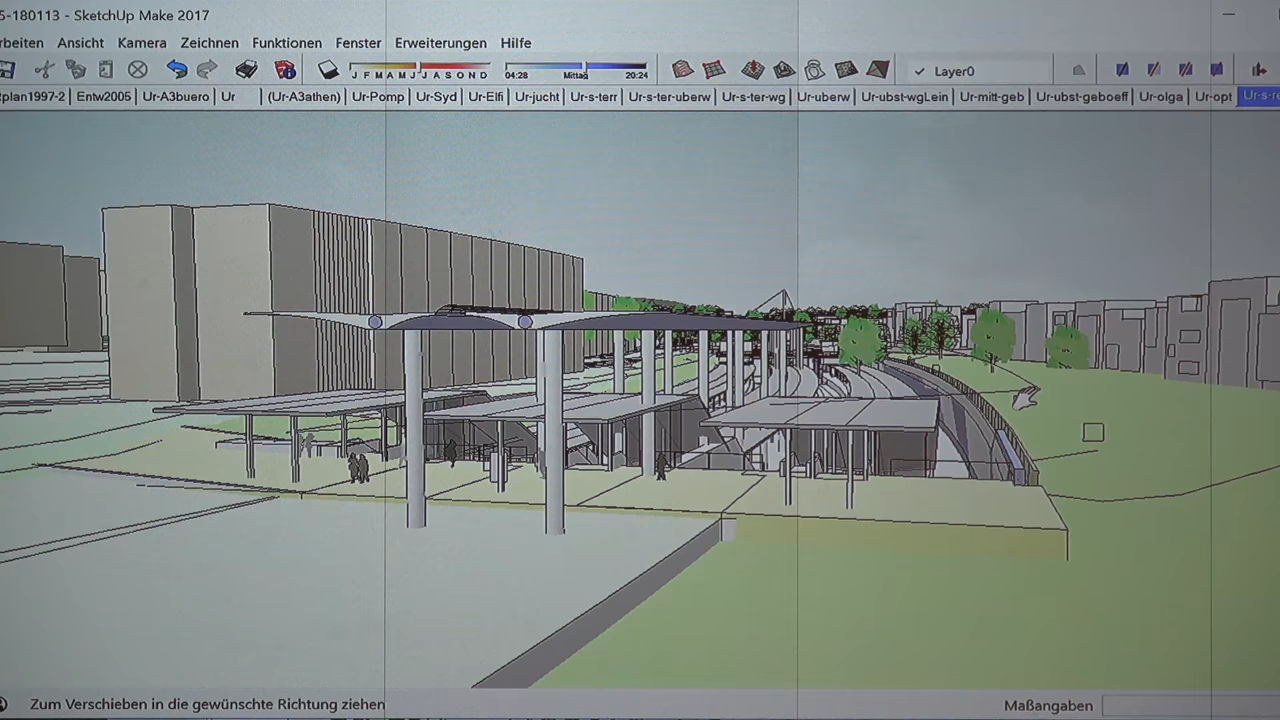 5-180113 - SketchUp Make 2017
rbeiten Ansicht Kamera Zeichnen Funktionen Fenster Erweiterungen Hilfe
J F M A M J J A S O N D 04:28 Mittag 20:24 Layer0
rplan1997-2 Entw2005 Ur-A3buero Ur (Ur-A3athen) Ur-Pomp Ur-Syd Ur-Elfi Ur-jucht Ur-s-terr Ur-s-ter-uberw Ur-s-ter-wg Ur-uberw Ur-ubst-wgLein Ur-mitt-geb Ur-ubst-geboeff Ur-olga Ur-opt Ur-s-re
Zum Verschieben in die gewünschte Richtung ziehen Maßangaben